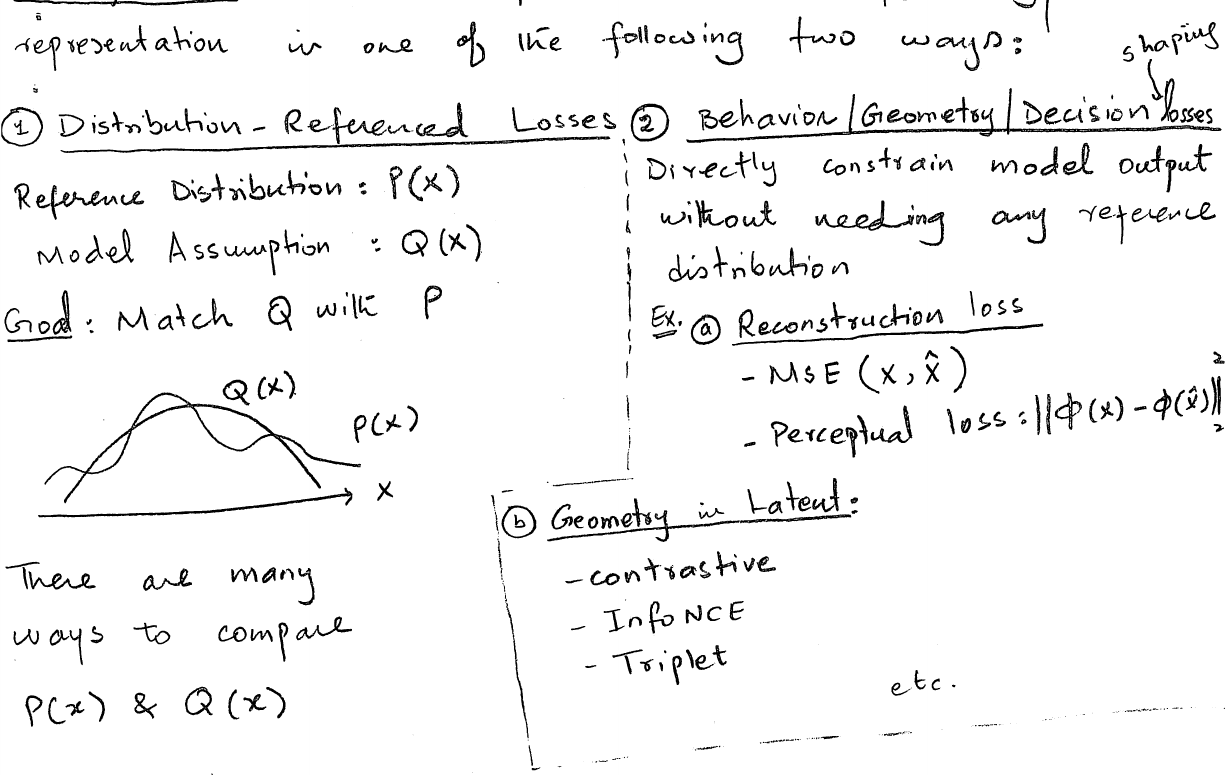 representation in one of the following two ways:
① Distribution - Referenced Losses
Reference Distribution : P(x)
Model Assumption : Q(x)
Goal : Match Q with P
Q(x)
P(x)
x
There are many
ways to compare
P(x) & Q(x)
shaping
② Behavior/Geometry/Decision losses
Directly constrain model output
without needing any reference
distribution
Ex. ⓐ Reconstruction loss
- MSE (x, x̂)
- Perceptual loss : ||Φ(x) - Φ(x̂)||₂²
ⓑ Geometry in Latent :
- contrastive
- InfoNCE
- Triplet
etc.